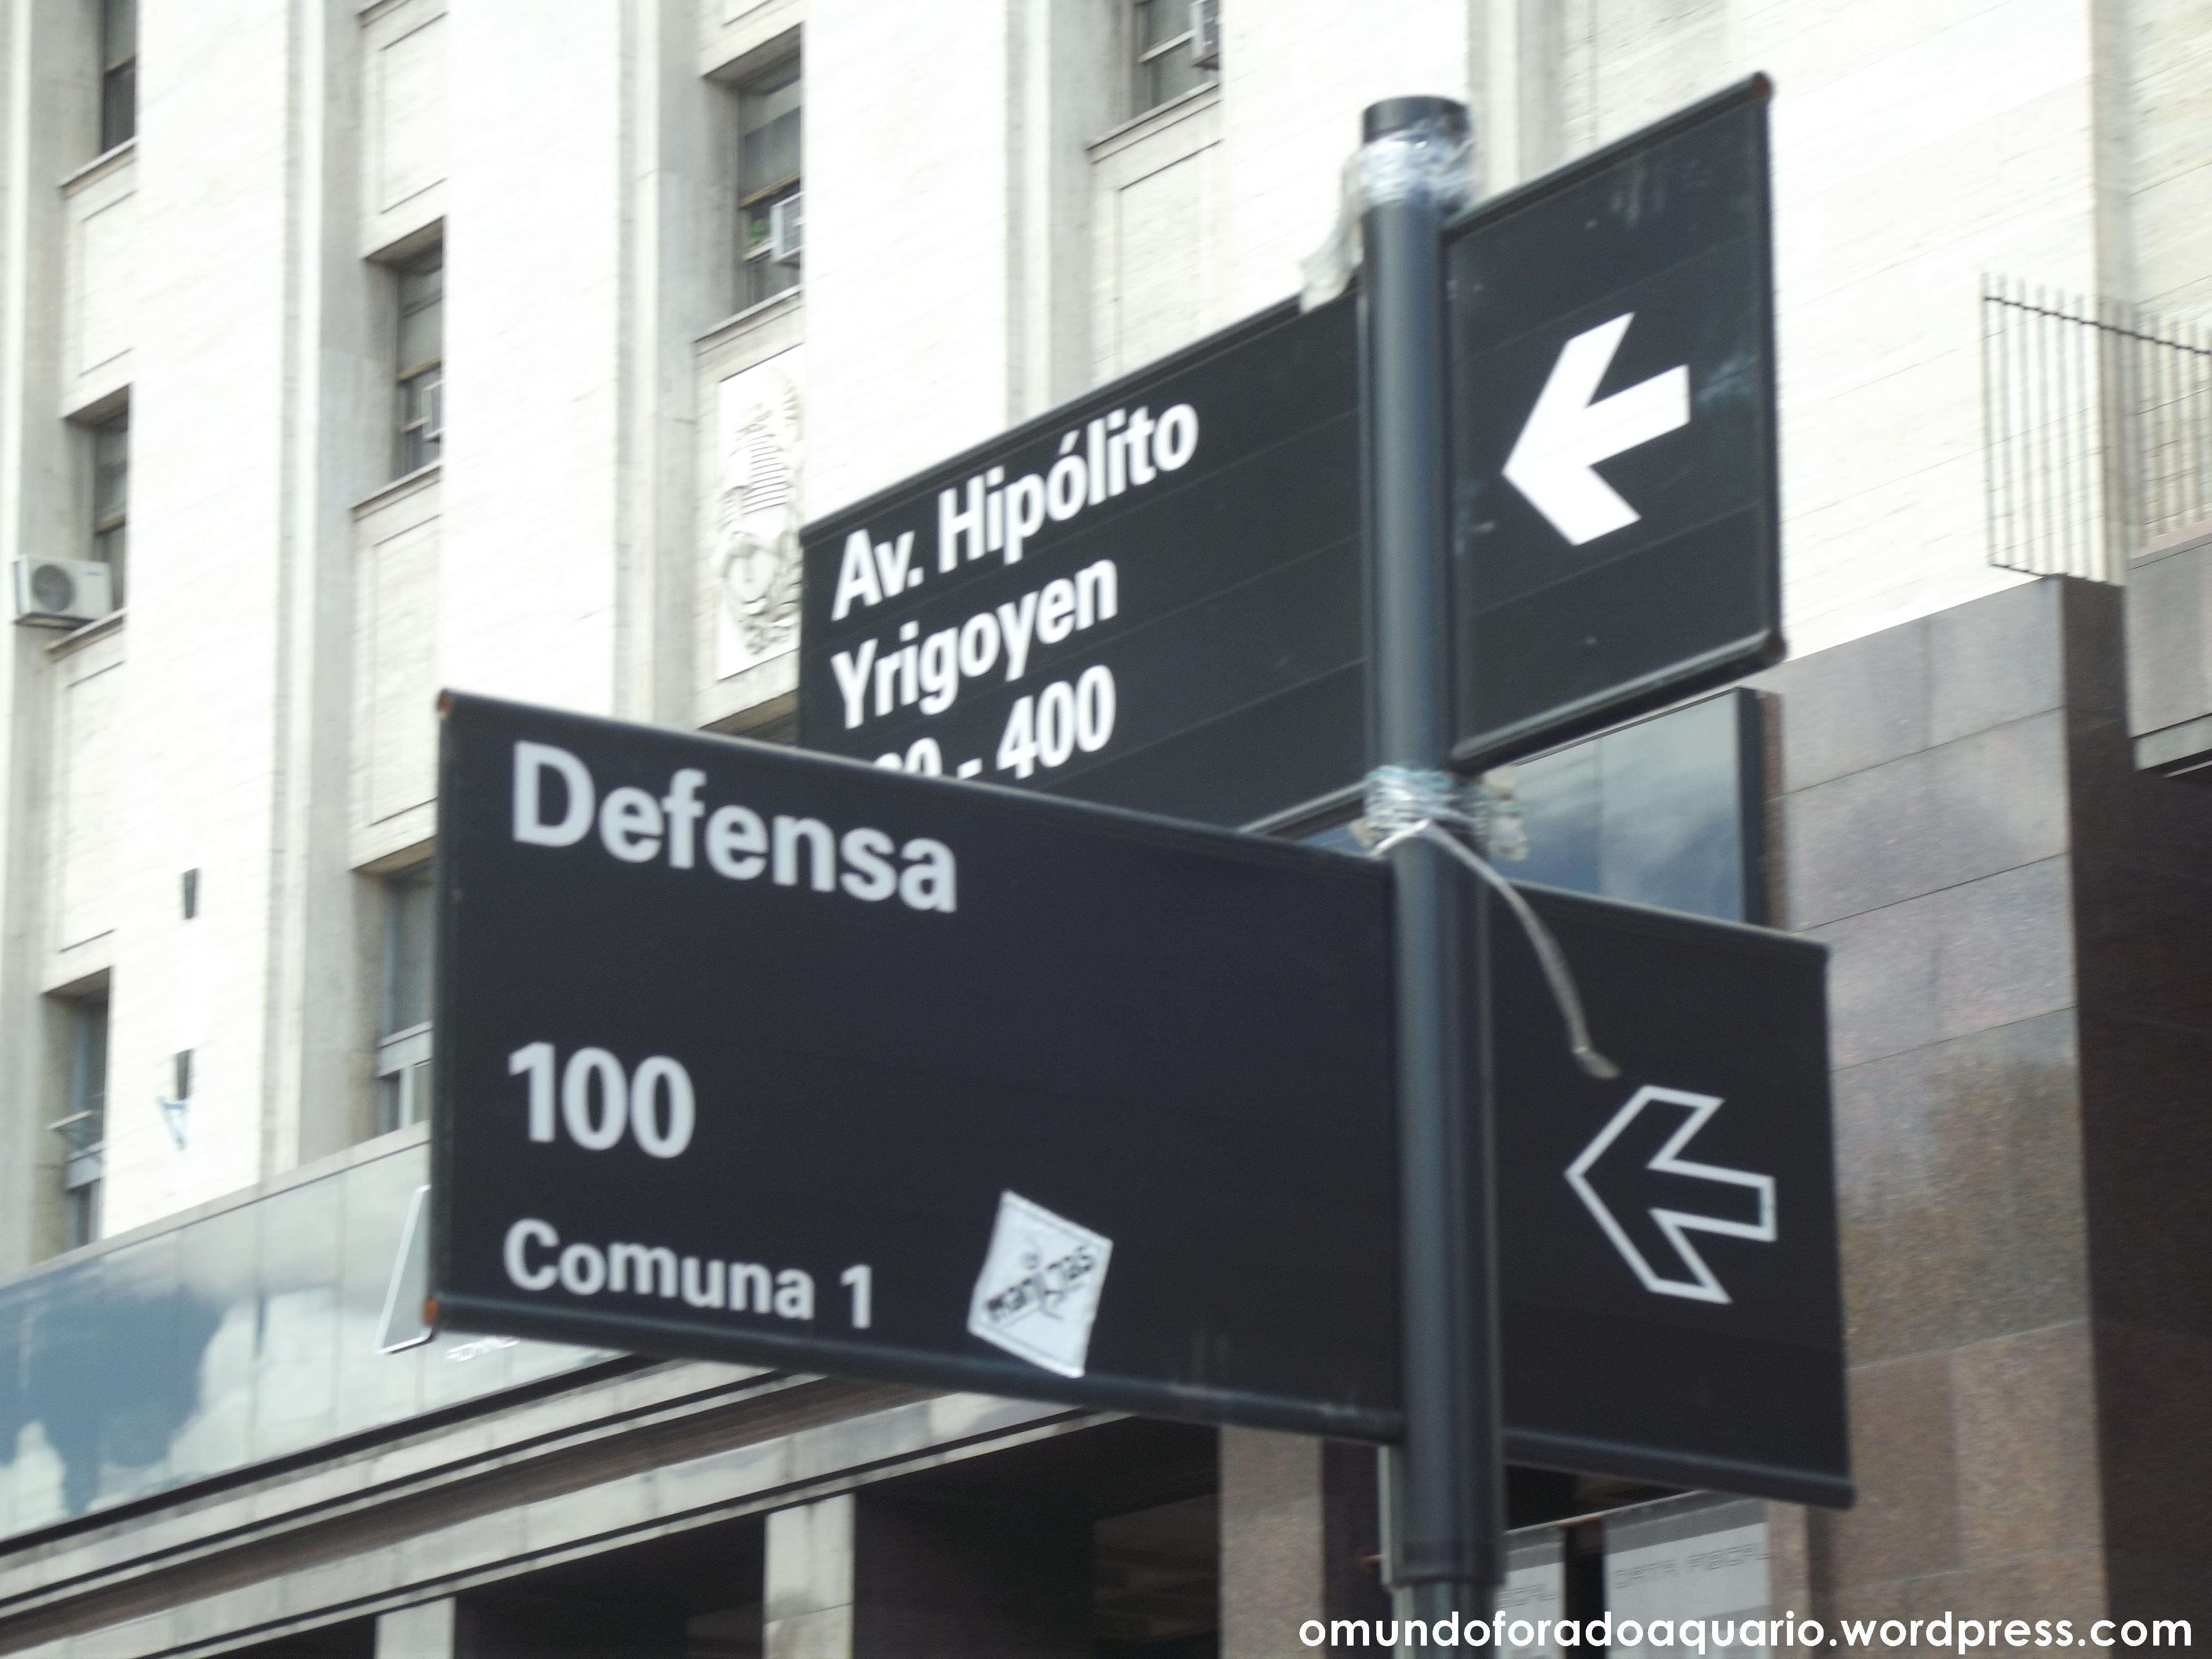 Av. Hipólito
Yrigoyen
- 400
Defensa
100
Comuna 1
omundoforadoaquario.wordpress.com